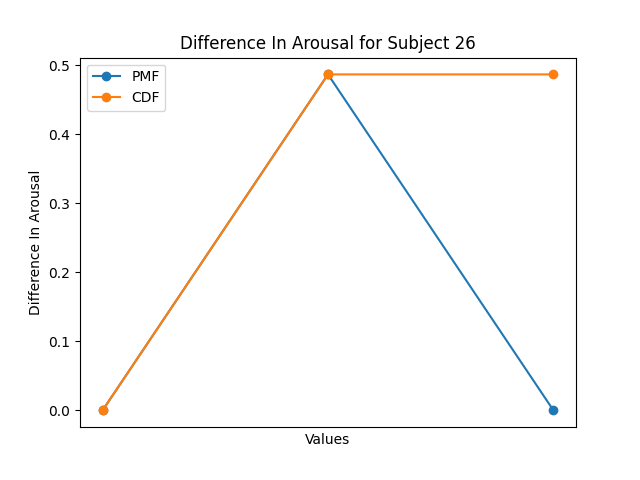 Difference In Arousal for Subject 26
PMF
CDF
0.5
0.4
0.3
0.2
0.1
0.0
Difference In Arousal
Values